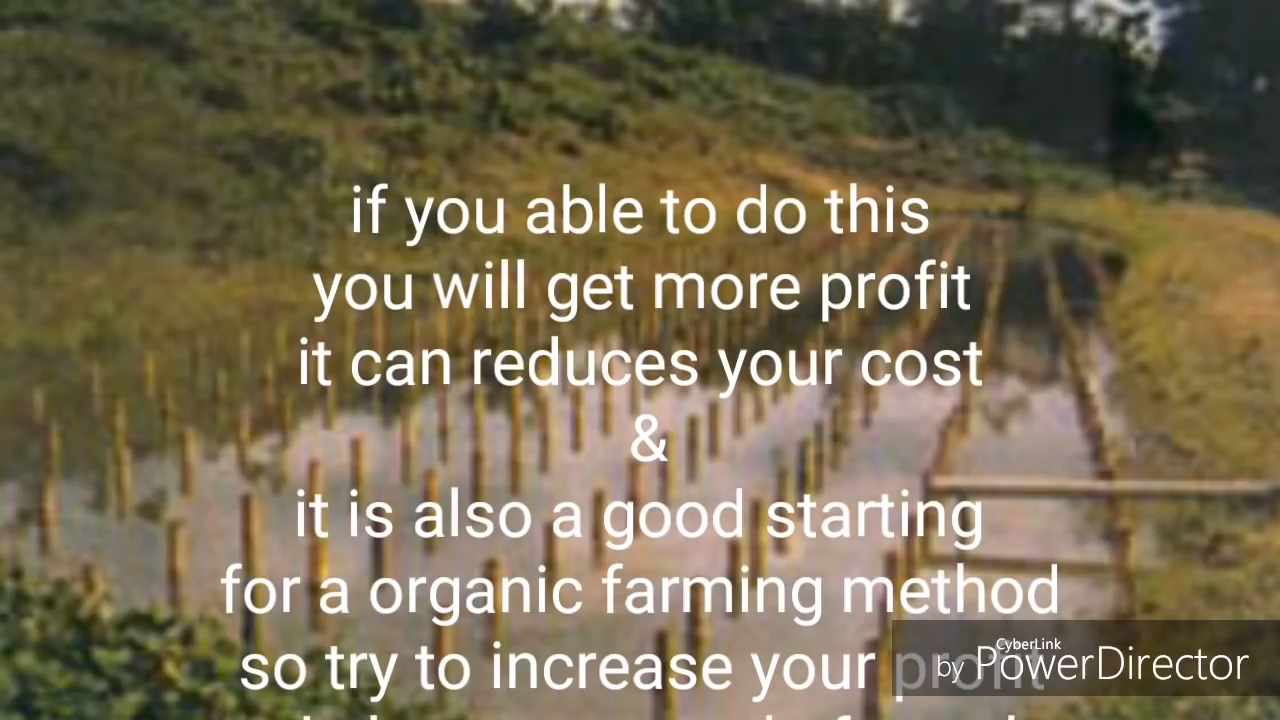 if you able to do this
you will get more profit
it can reduces your cost
&
it is also a good starting
for a organic farming method
so try to increase your profit
CyberLink
by PowerDirector